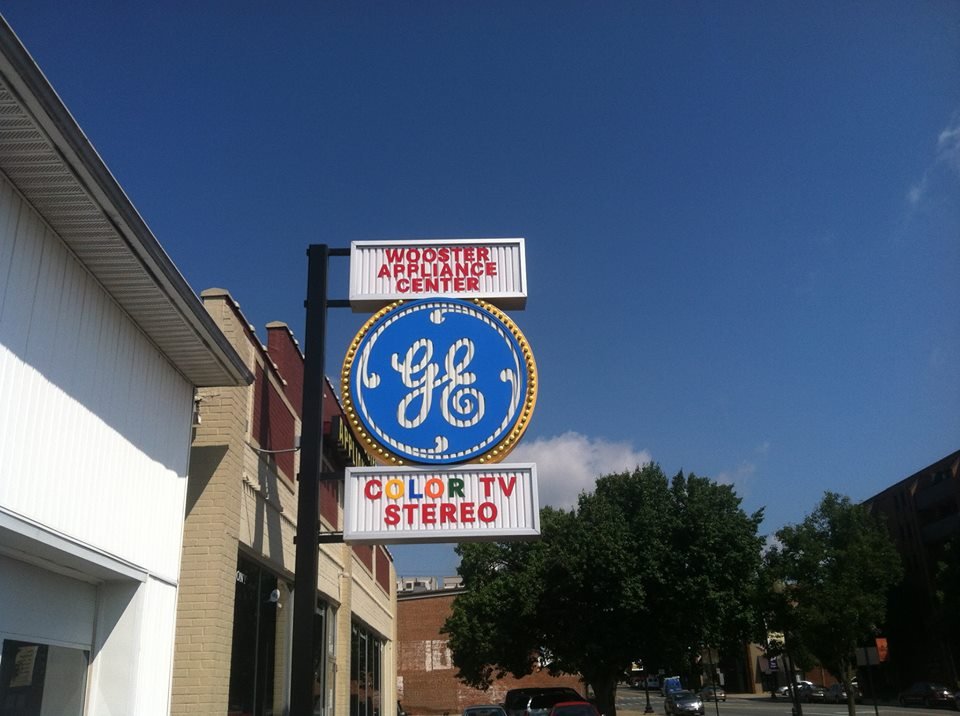 WOOSTER
APPLIANCE
CENTER
GE
COLOR TV
STEREO